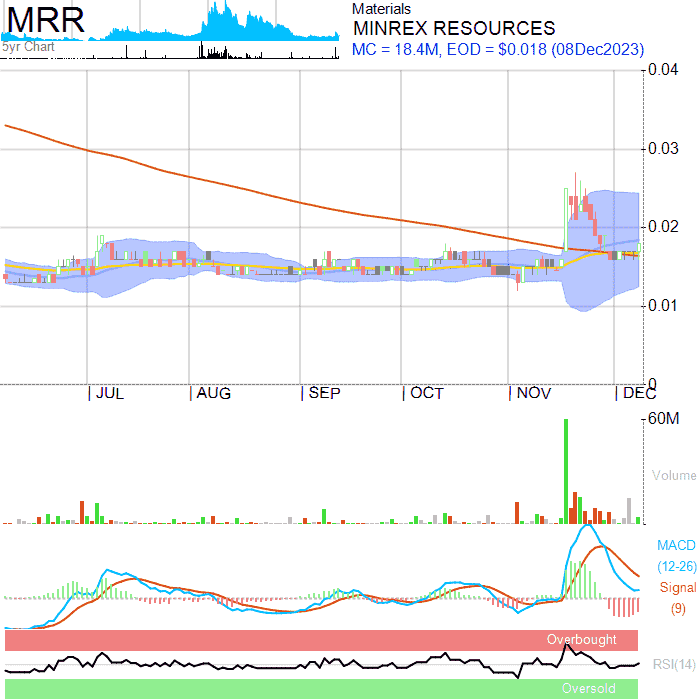 MRR
5yr Chart
Materials
MINREX RESOURCES
MC = 18.4M, EOD = $0.018 (08Dec2023)
0.04
0.03
0.02
0.01
0
JUL AUG SEP OCT NOV DEC
60M
Volume
MACD
(12-26)
Signal
(9)
Overbought
RSI(14)
Oversold